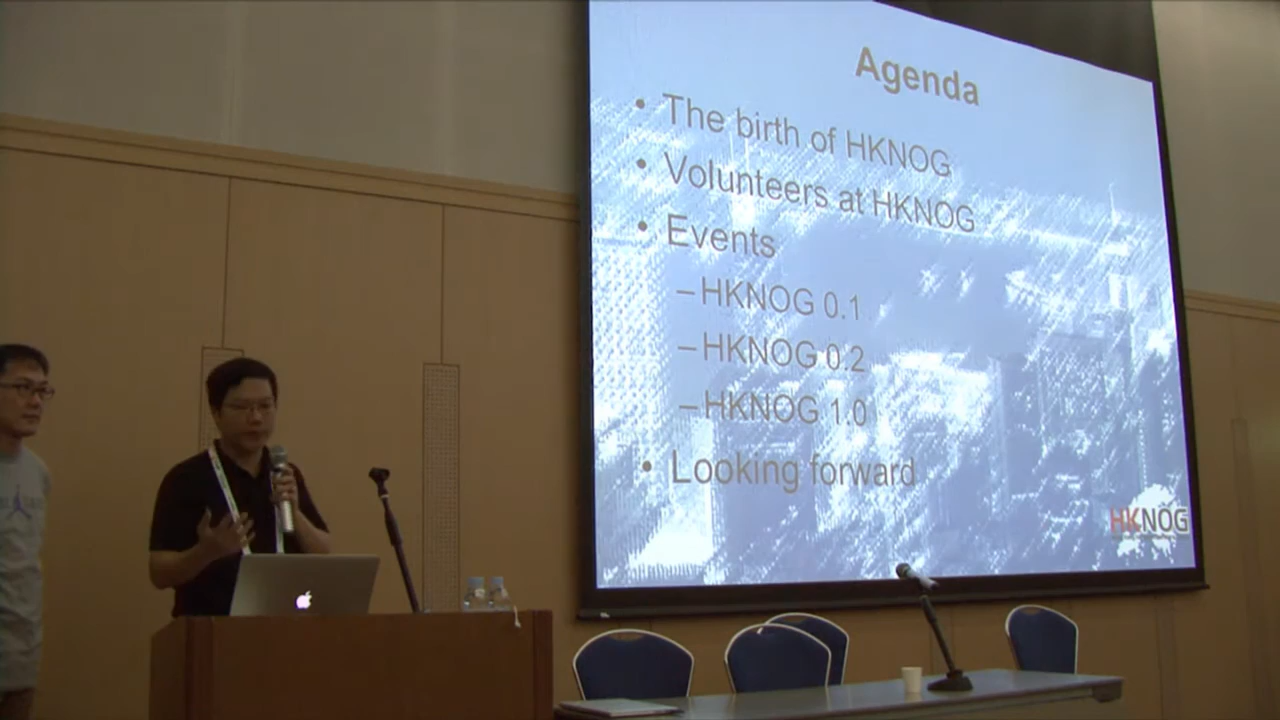 Agenda
• The birth of HKNOG
• Volunteers at HKNOG
• Events
– HKNOG 0.1
– HKNOG 0.2
– HKNOG 1.0
• Looking forward
HKNOG